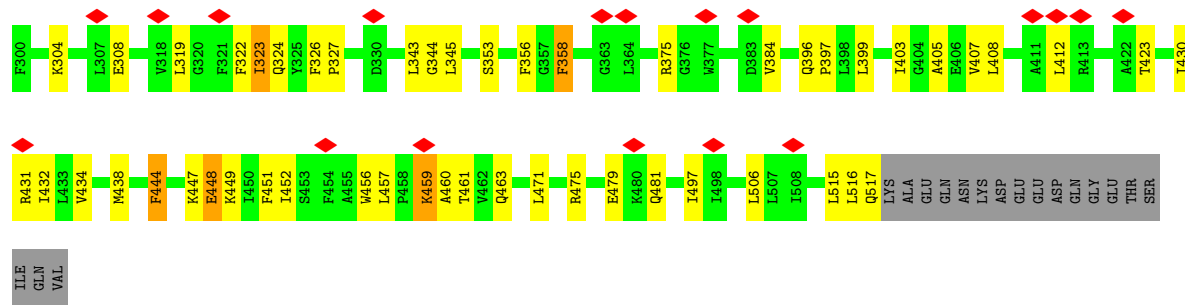 F300 K304 L307 E308 V318 L319 G320 F321 F322 I323 Q324 Y325 F326 P327 D330 L343 G344 L345 S353 F356 G357 F358 G363 L364 R375 G376 W377 D383 V384 Q396 P397 L398 L399 I403 G404 A405 E406 V407 L408 A411 L412 R413 A422 T423 I430
R431 I432 L433 V434 M438 F444 K447 E448 K449 I450 F451 I452 S453 F454 A455 W456 L457 P458 K459 A460 T461 V462 Q463 L471 R475 E479 K480 Q481 I497 I498 L506 L507 I508 L515 L516 Q517 LYS ALA GLU GLN ASN LYS ASP GLU GLU ASP GLN GLY GLU THR SER
ILE GLN VAL